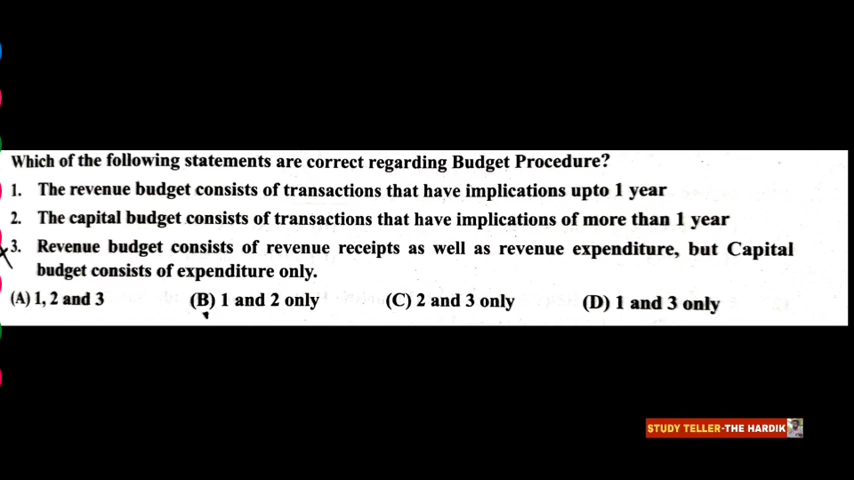 Which of the following statements are correct regarding Budget Procedure?
1. The revenue budget consists of transactions that have implications upto 1 year
2. The capital budget consists of transactions that have implications of more than 1 year
3. Revenue budget consists of revenue receipts as well as revenue expenditure, but Capital
budget consists of expenditure only.
(A) 1, 2 and 3 (B) 1 and 2 only (C) 2 and 3 only (D) 1 and 3 only
STUDY TELLER-THE HARDIK